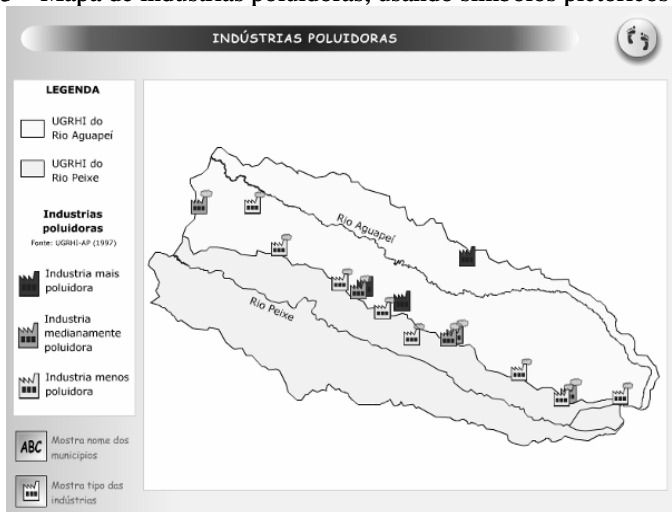 Mapa de indústrias poluidoras, usando símbolos pictóricos
INDÚSTRIAS POLUIDORAS
LEGENDA
UGRHI do
Rio Aguapeí
UGRHI do
Rio Peixe
Industrias
poluidoras
Fonte: UGRHI-AP (1997)
Industria mais
poluidora
Industria
medianamente
poluidora
Industria menos
poluidora
ABC
Mostra nome dos
municipios
Mostra tipo das
indústrias
Rio Aguapeí
Rio Peixe